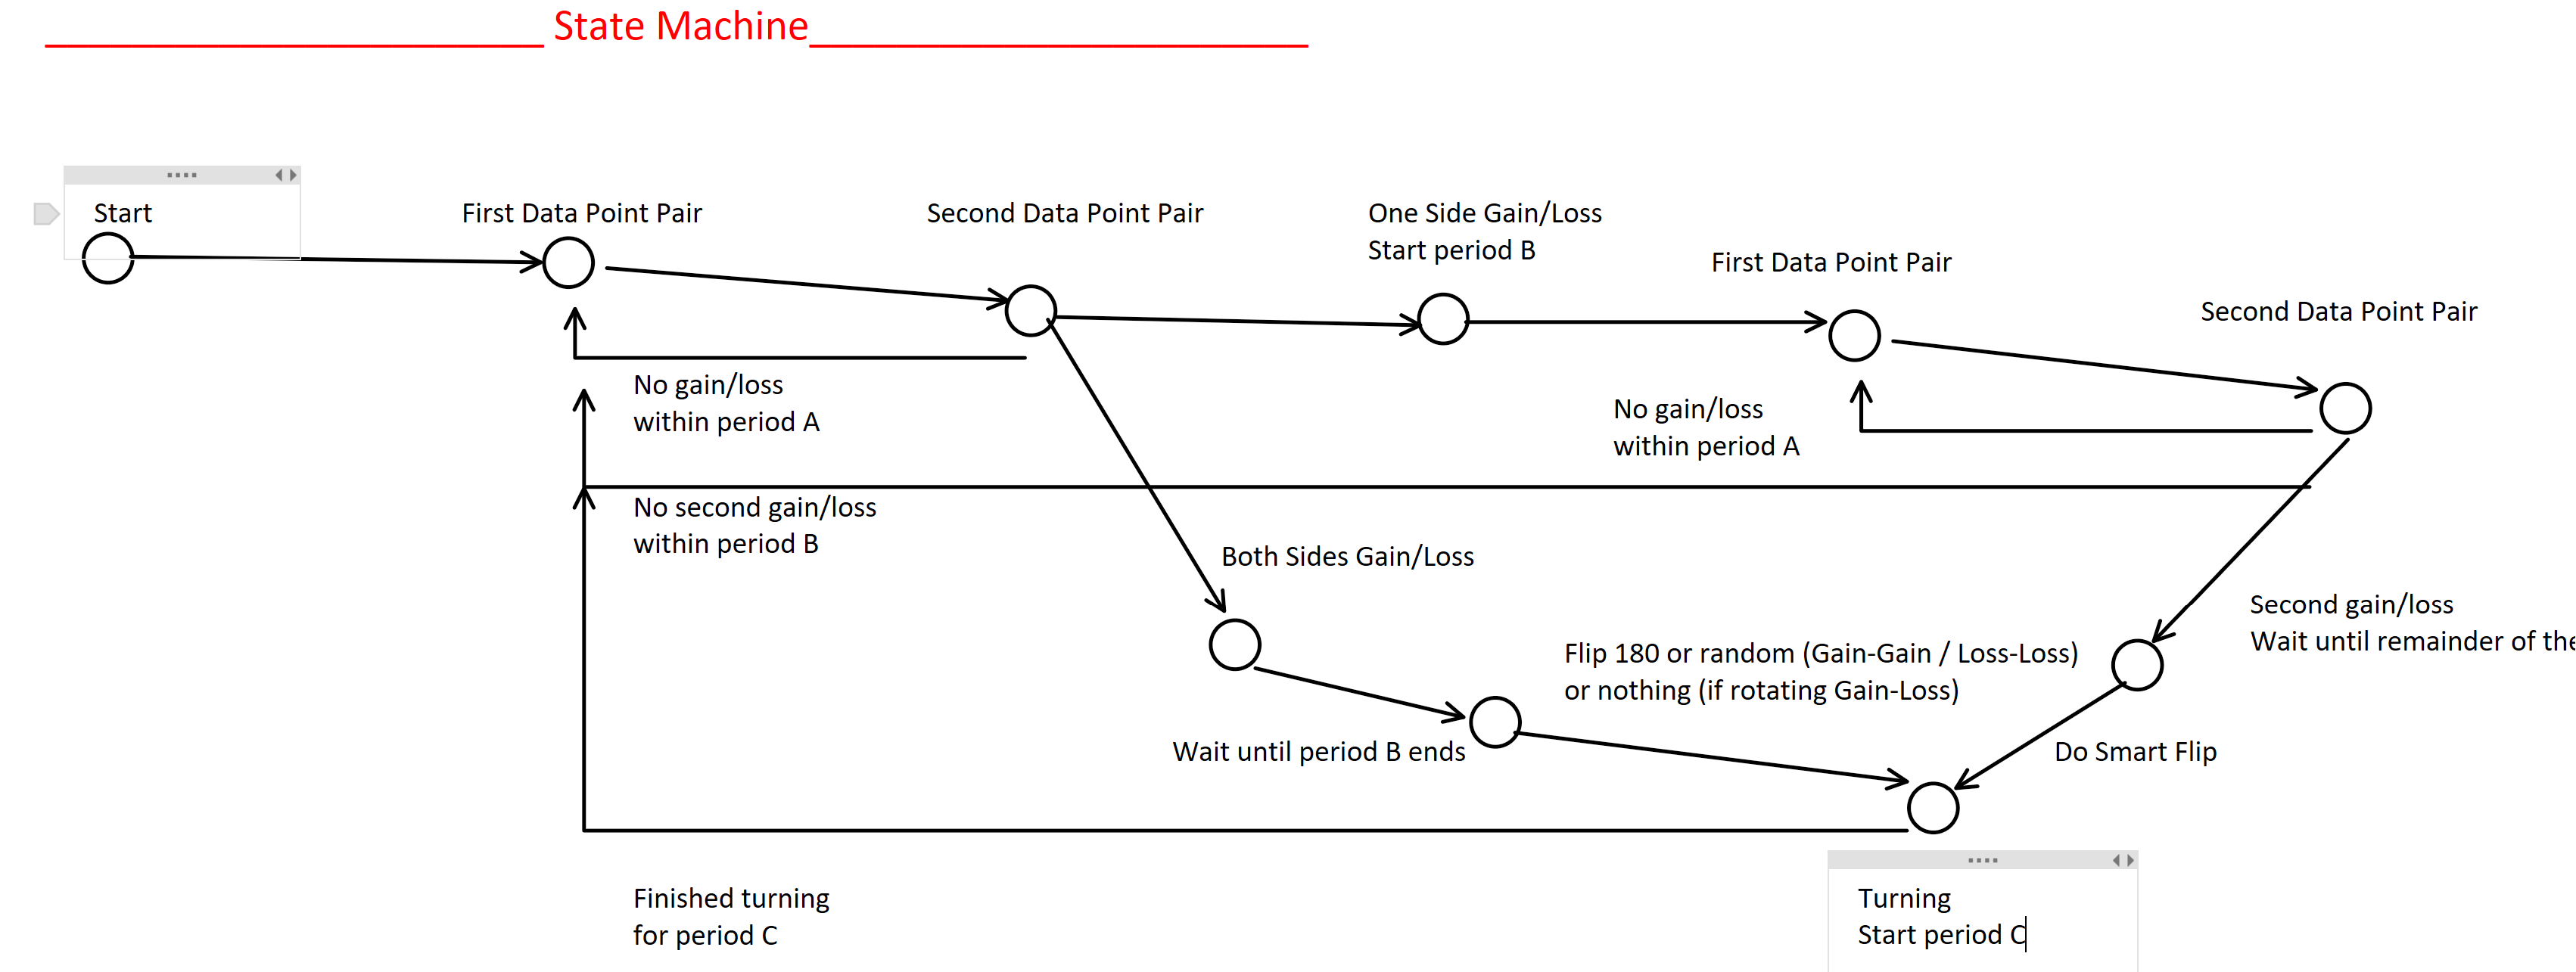 State Machine
Start
First Data Point Pair
Second Data Point Pair
One Side Gain/Loss
Start period B
First Data Point Pair
Second Data Point Pair
No gain/loss
within period A
No gain/loss
within period A
No second gain/loss
within period B
Both Sides Gain/Loss
Second gain/loss
Wait until remainder of the
Flip 180 or random (Gain-Gain / Loss-Loss)
or nothing (if rotating Gain-Loss)
Wait until period B ends
Do Smart Flip
Finished turning
for period C
Turning
Start period C